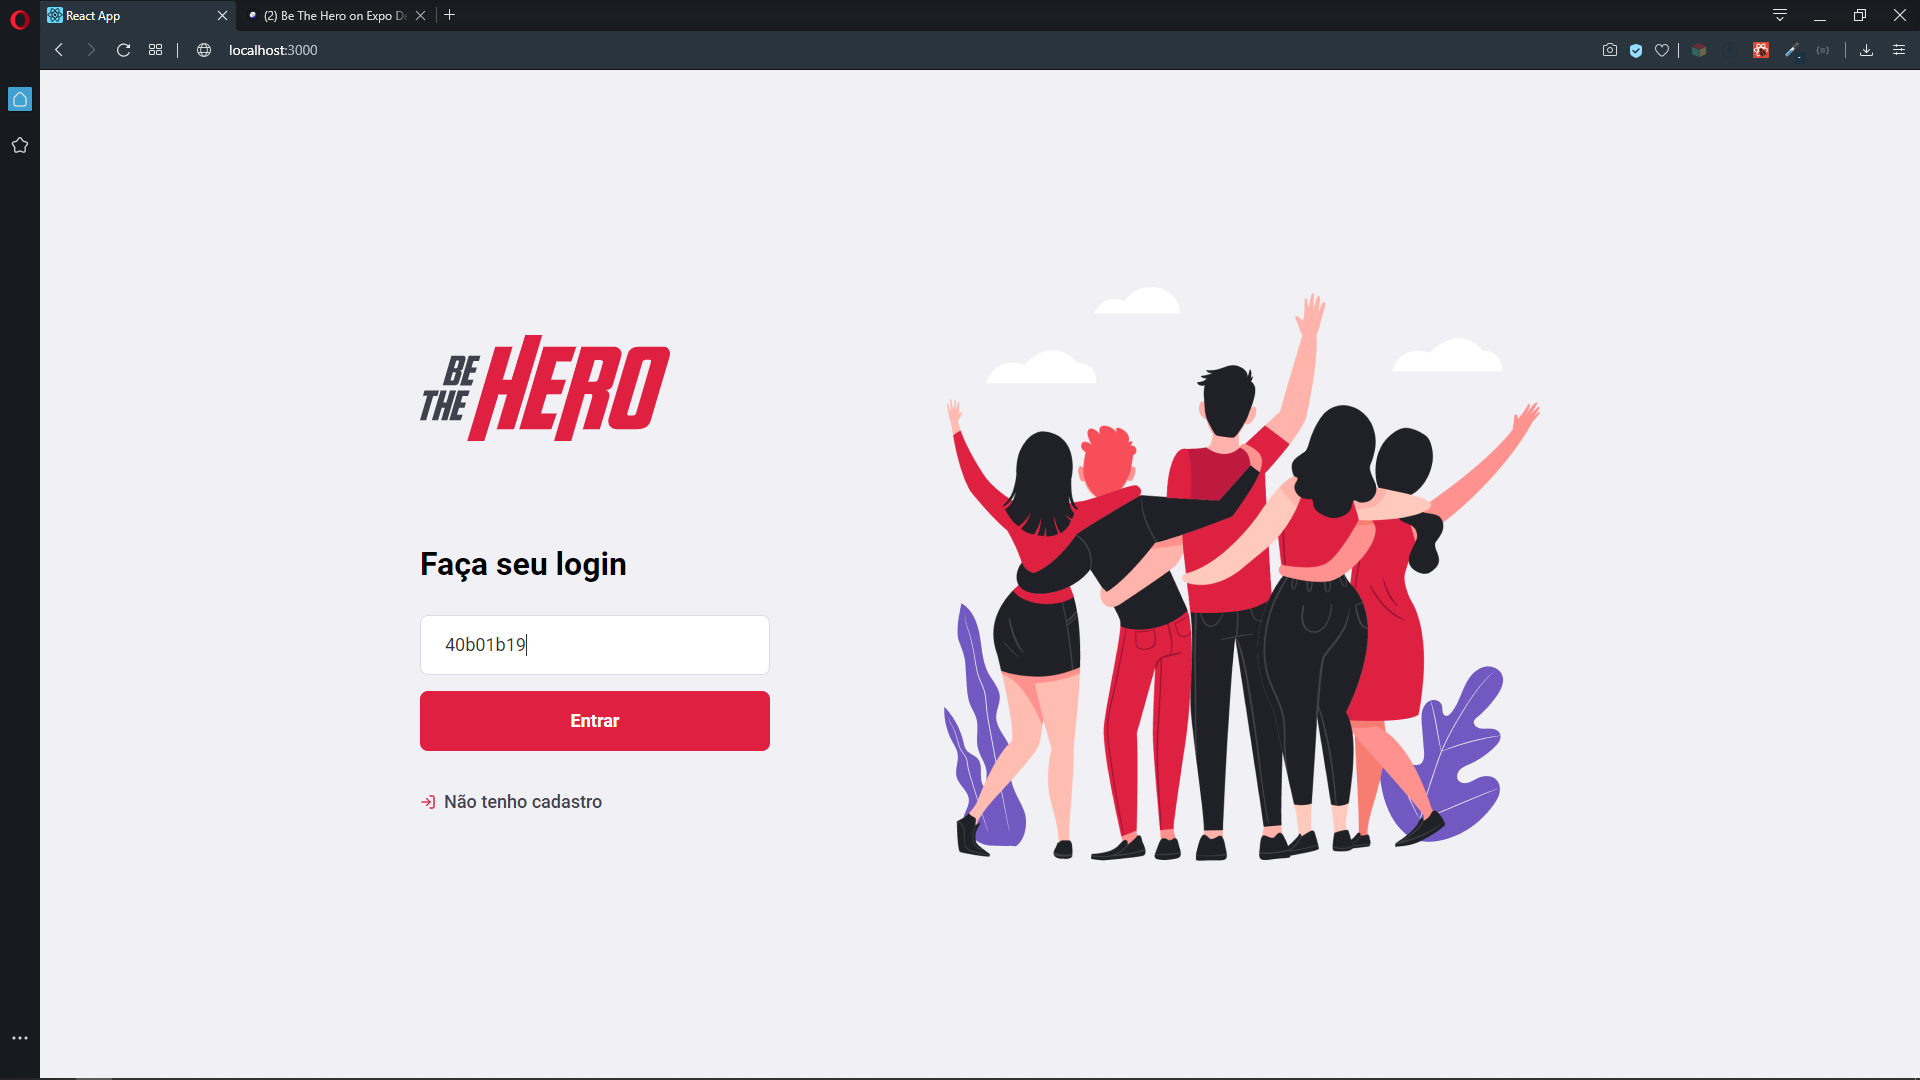 React App
(2) Be The Hero on Expo De
localhost:3000
BE THE HERO
Faça seu login
40b01b19
Entrar
Não tenho cadastro